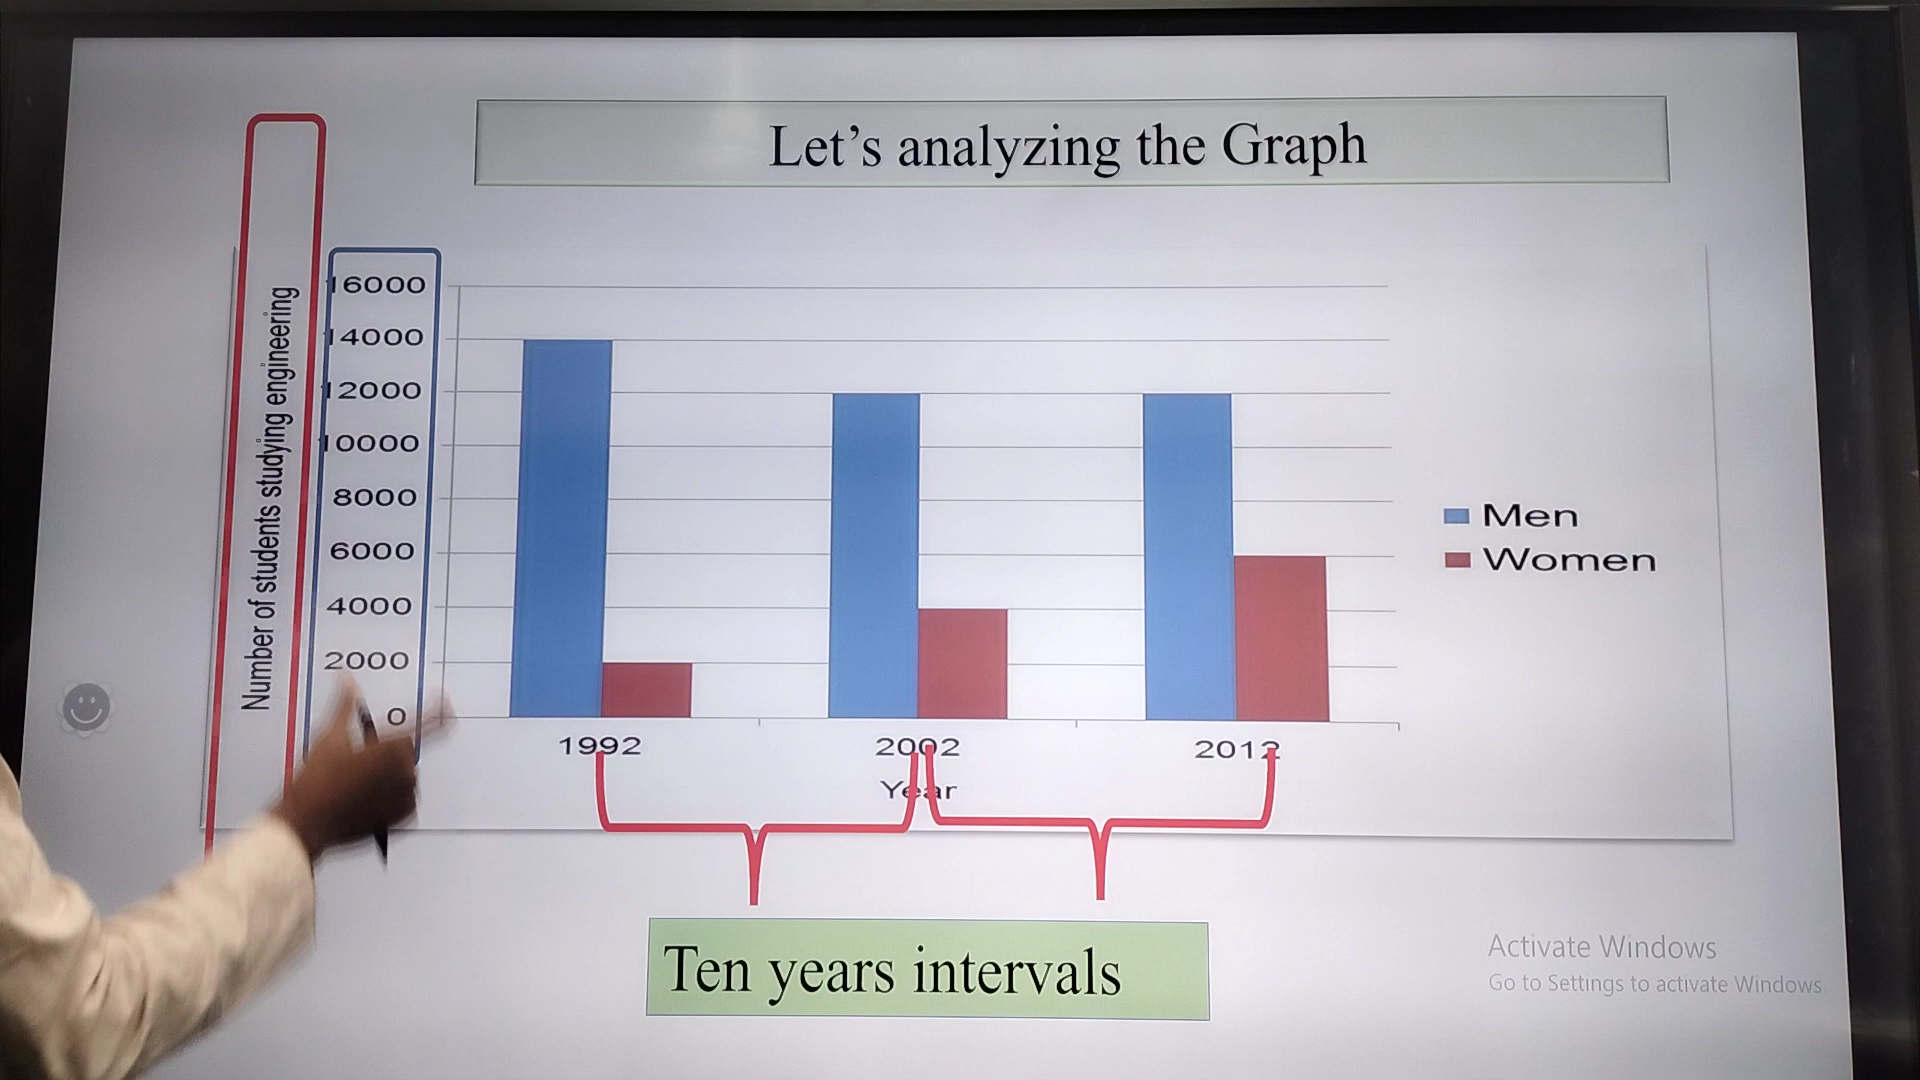 Let's analyzing the Graph
Number of students studying engineering
16000
14000
12000
10000
8000
6000
4000
2000
0
Men
Women
1992 2002 2012
Year
Ten years intervals
Activate Windows
Go to Settings to activate Windows.